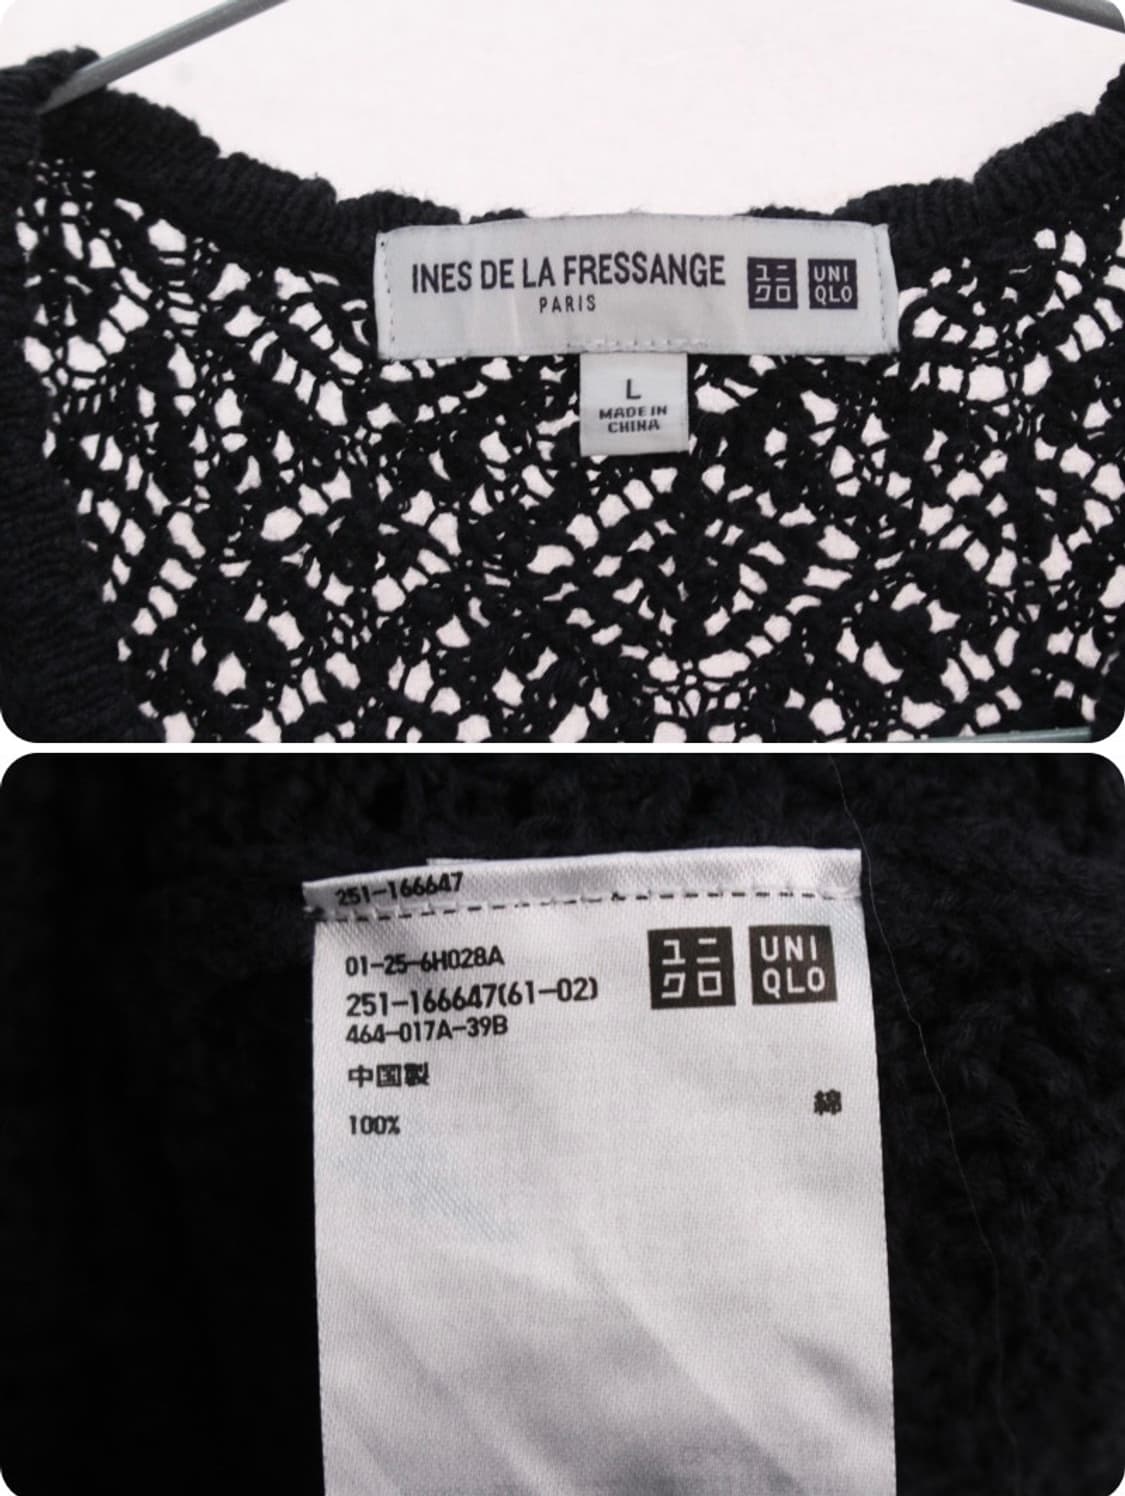 INES DE LA FRESSANGE
PARIS
ユニ
クロ
UNI
QLO
L
MADE IN
CHINA
251-166647
01-25-6H028A
251-166647(61-02)
464-017A-39B
中国製
100%
綿
ユニ
クロ
UNI
QLO